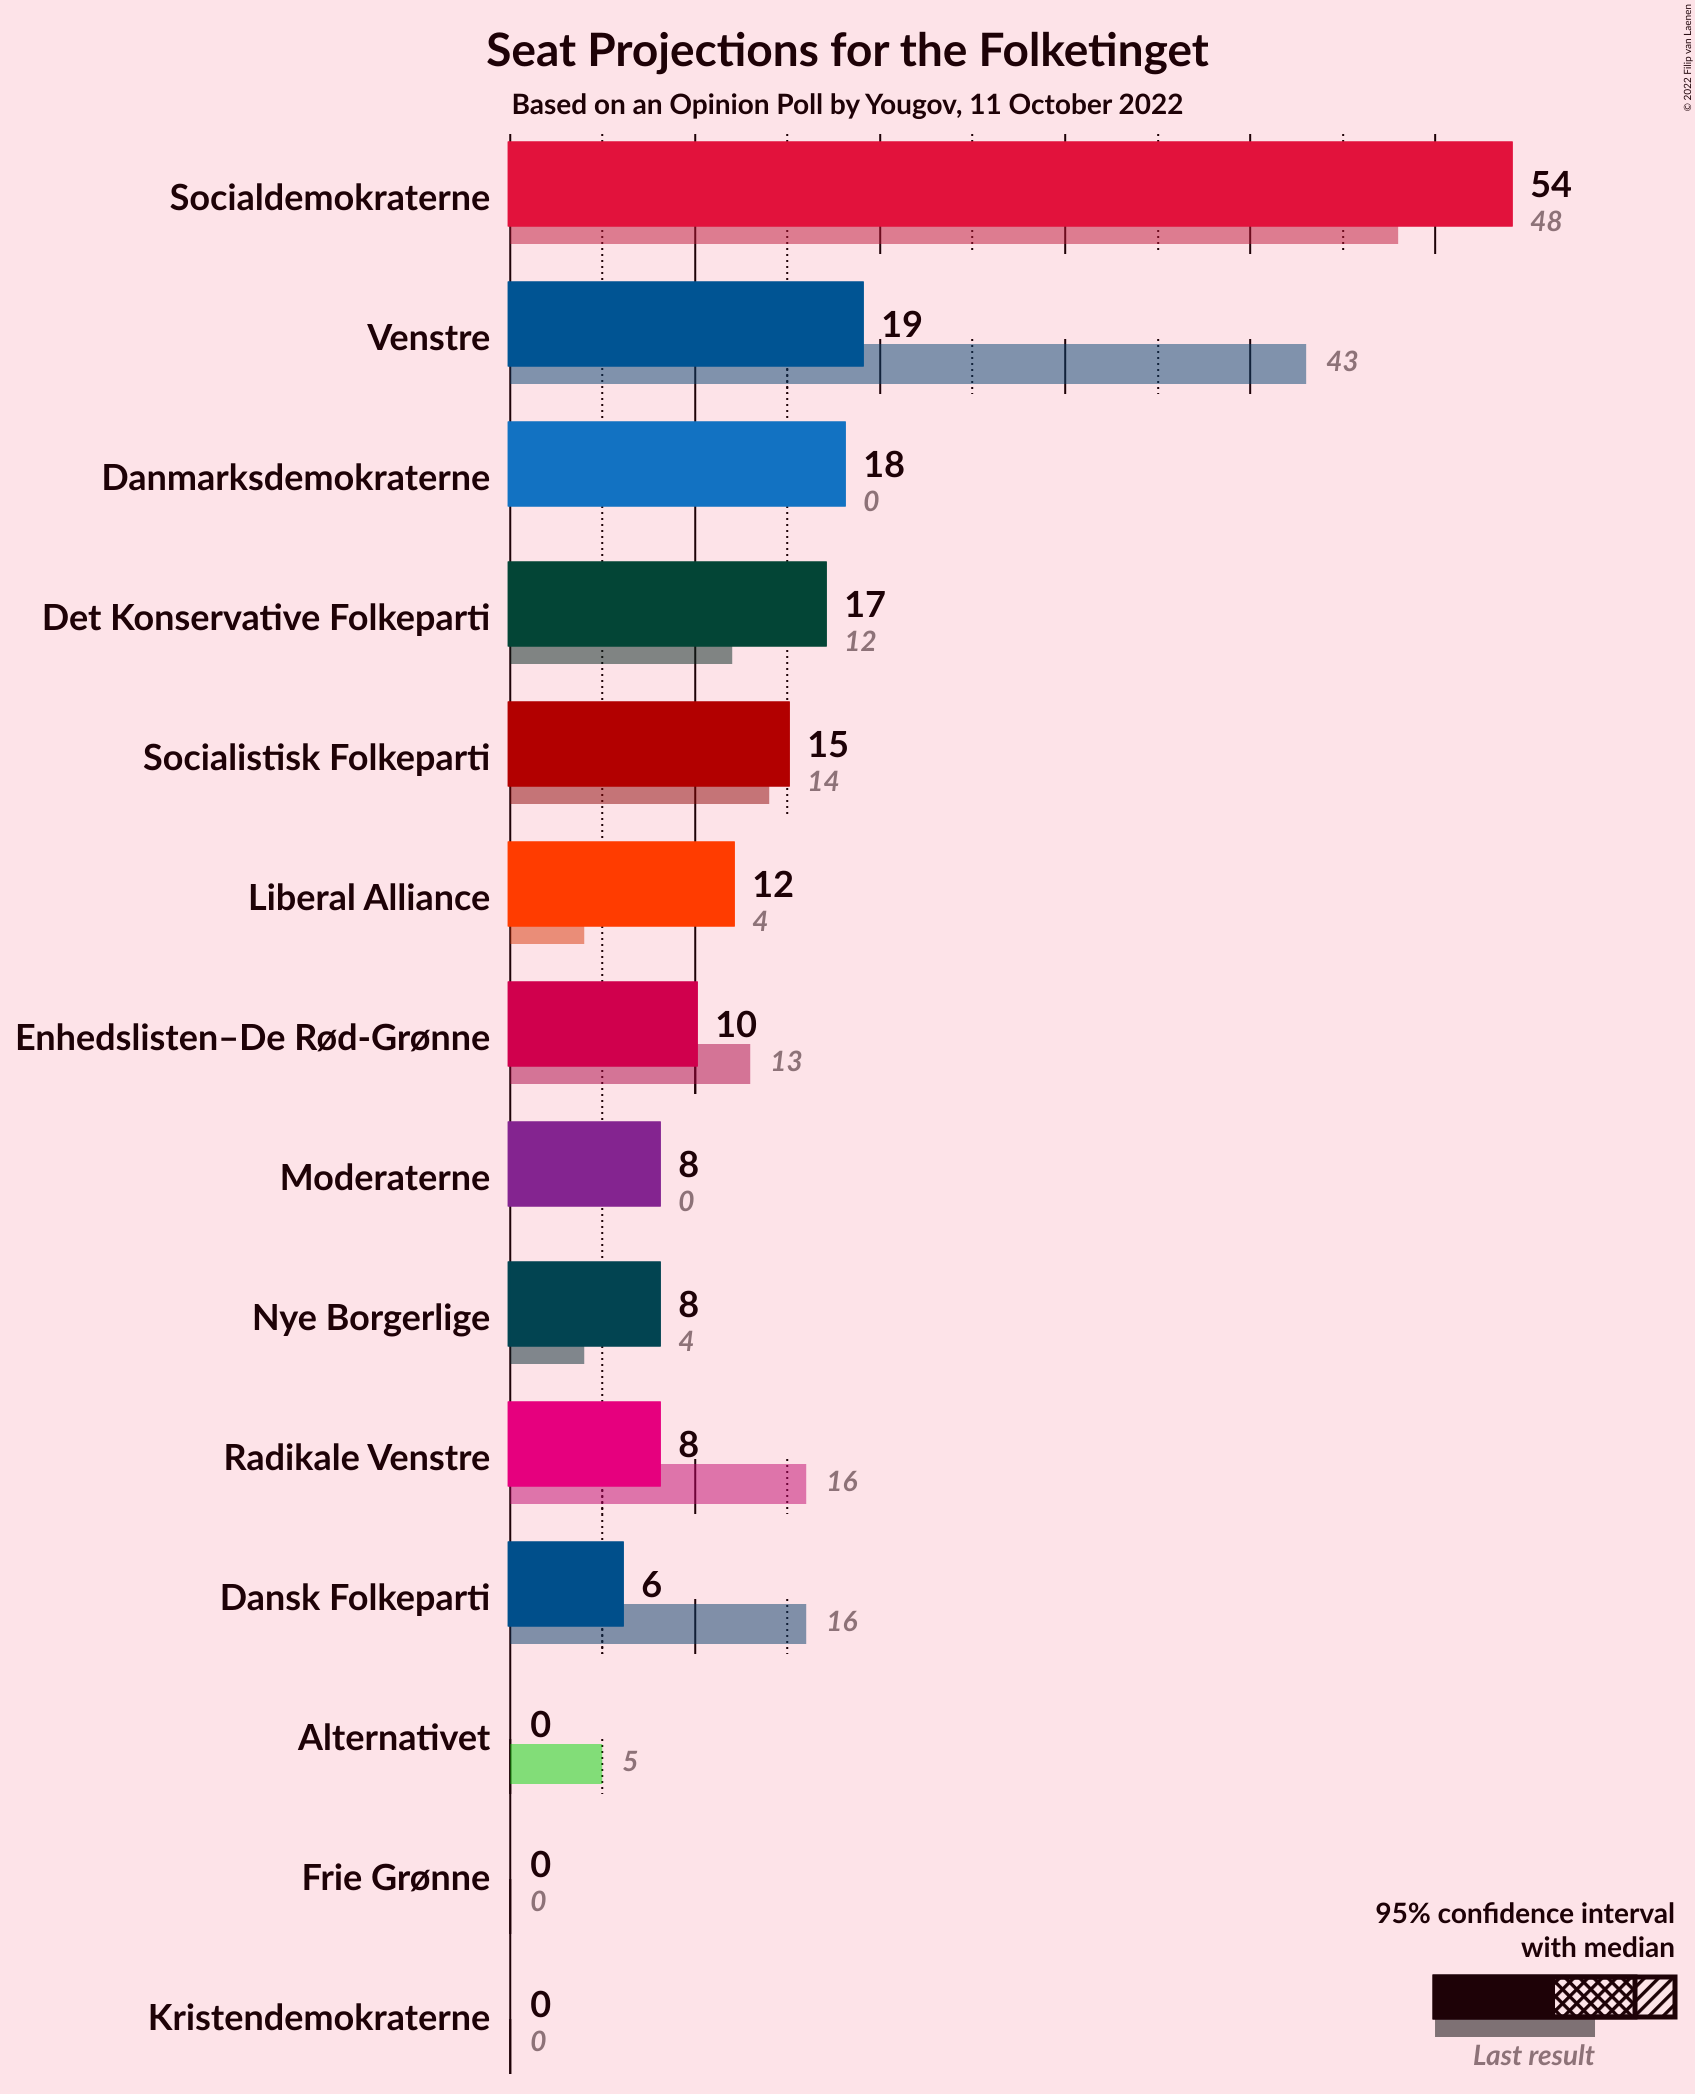 Seat Projections for the Folketinget
Based on an Opinion Poll by Yougov, 11 October 2022
© 2022 Filip van Laenen
Socialdemokraterne
54
48
Venstre
19
43
Danmarksdemokraterne
18
0
Det Konservative Folkeparti
17
12
Socialistisk Folkeparti
15
14
Liberal Alliance
12
4
Enhedslisten–De Rød-Grønne
10
13
Moderaterne
8
0
Nye Borgerlige
8
4
Radikale Venstre
8
16
Dansk Folkeparti
6
16
Alternativet
0
5
Frie Grønne
0
0
Kristendemokraterne
0
0
95% confidence interval
with median
Last result